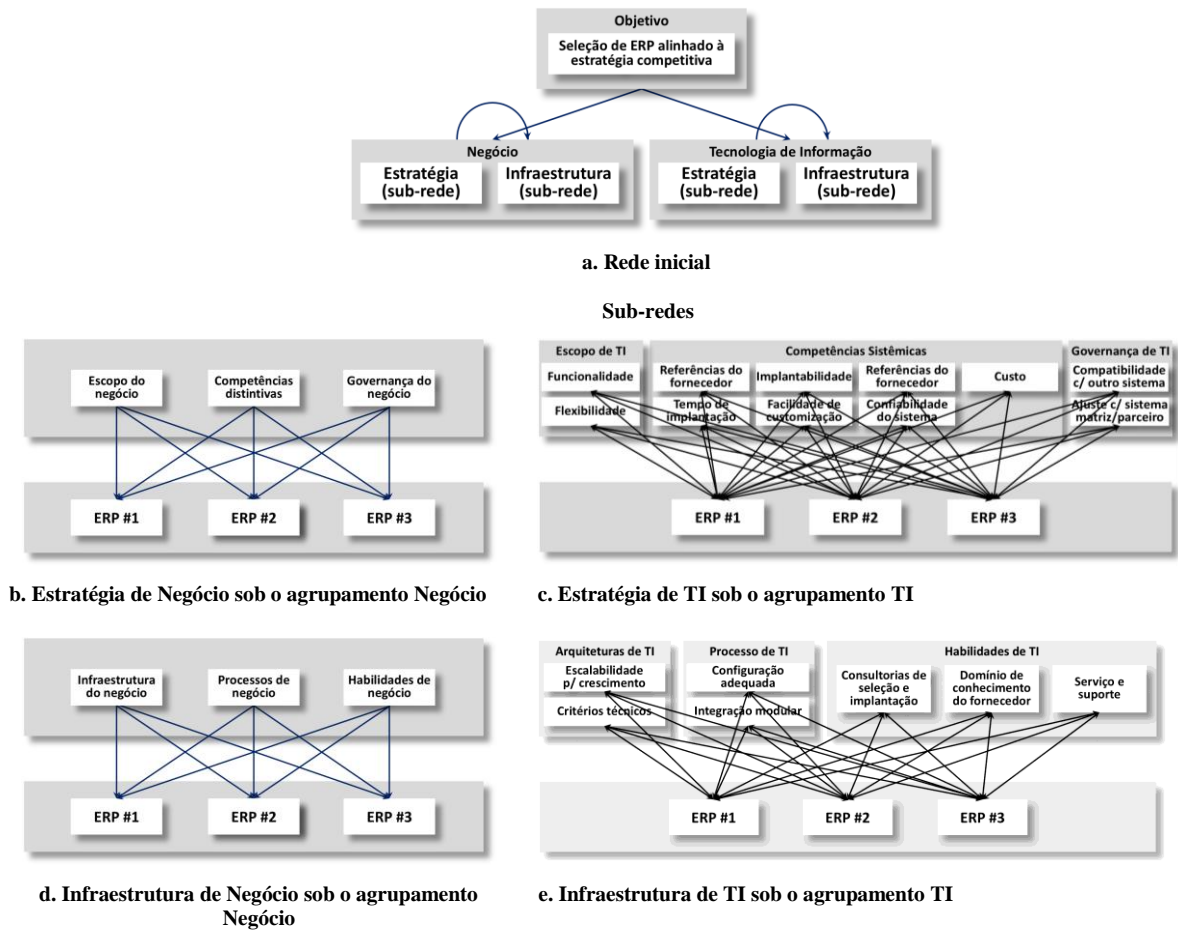 Objetivo
Seleção de ERP alinhado à
estratégia competitiva
Negócio
Estratégia
(sub-rede)
Infraestrutura
(sub-rede)
Tecnologia de Informação
Estratégia
(sub-rede)
Infraestrutura
(sub-rede)
a. Rede inicial
Sub-redes
Escopo do
negócio
Competências
distintivas
Governança do
negócio
ERP #1
ERP #2
ERP #3
b. Estratégia de Negócio sob o agrupamento Negócio
Escopo de TI
Funcionalidade
Flexibilidade
Competências Sistêmicas
Referências do
fornecedor
Implantabilidade
Referências do
fornecedor
Custo
Tempo de
implantação
Facilidade de
customização
Confiabilidade
do sistema
Governança de TI
Compatibilidade
c/ outro sistema
Ajuste c/ sistema
matriz/parceiro
ERP #1
ERP #2
ERP #3
c. Estratégia de TI sob o agrupamento TI
Infraestrutura
do negócio
Processos de
negócio
Habilidades de
negócio
ERP #1
ERP #2
ERP #3
d. Infraestrutura de Negócio sob o agrupamento
Negócio
Arquiteturas de TI
Escalabilidade
p/ crescimento
Critérios técnicos
Processo de TI
Configuração
adequada
Integração modular
Habilidades de TI
Consultorias de
seleção e
implantação
Domínio de
conhecimento
do fornecedor
Serviço e
suporte
ERP #1
ERP #2
ERP #3
e. Infraestrutura de TI sob o agrupamento TI